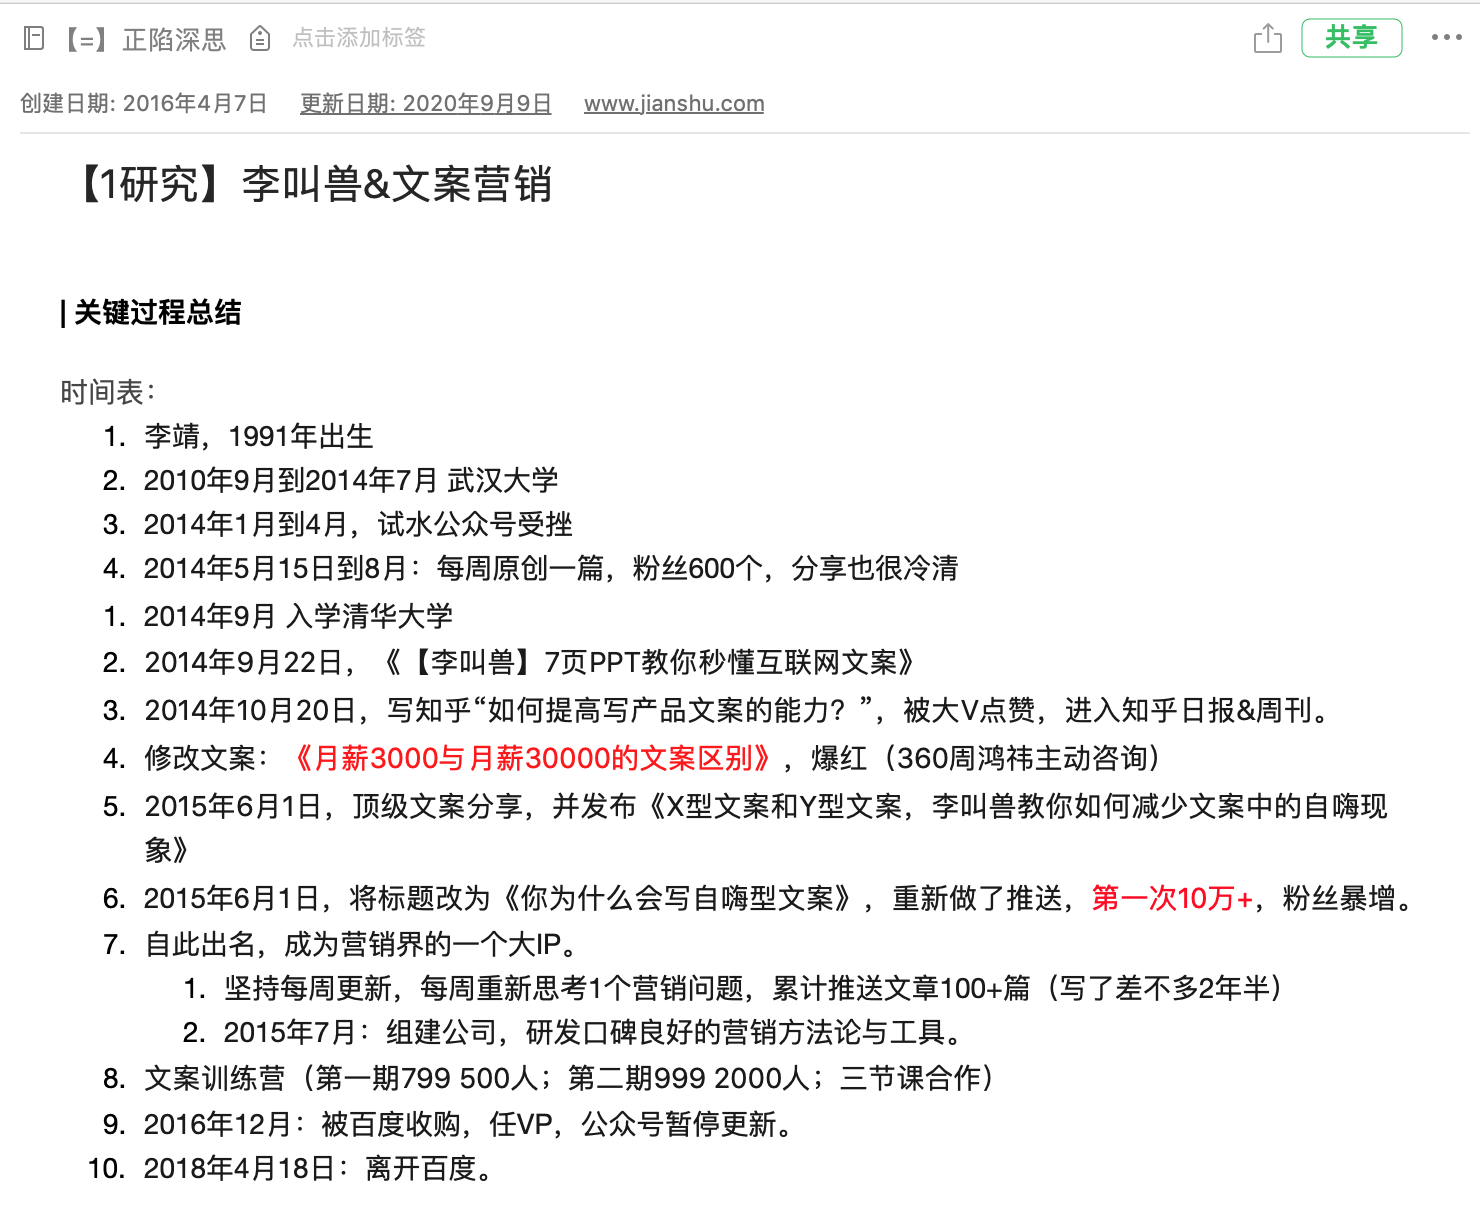 【=】正陷深思 点击添加标签 共享
创建日期: 2016年4月7日 更新日期: 2020年9月9日 www.jianshu.com
【1研究】李叫兽&文案营销
| 关键过程总结
时间表：
1. 李靖，1991年出生
2. 2010年9月到2014年7月 武汉大学
3. 2014年1月到4月，试水公众号受挫
4. 2014年5月15日到8月：每周原创一篇，粉丝600个，分享也很冷清
1. 2014年9月 入学清华大学
2. 2014年9月22日，《【李叫兽】7页PPT教你秒懂互联网文案》
3. 2014年10月20日，写知乎“如何提高写产品文案的能力？”，被大V点赞，进入知乎日报&周刊。
4. 修改文案：《月薪3000与月薪30000的文案区别》，爆红（360周鸿祎主动咨询）
5. 2015年6月1日，顶级文案分享，并发布《X型文案和Y型文案，李叫兽教你如何减少文案中的自嗨现
象》
6. 2015年6月1日，将标题改为《你为什么会写自嗨型文案》，重新做了推送，第一次10万+，粉丝暴增。
7. 自此出名，成为营销界的一个大IP。
1. 坚持每周更新，每周重新思考1个营销问题，累计推送文章100+篇（写了差不多2年半）
2. 2015年7月：组建公司，研发口碑良好的营销方法论与工具。
8. 文案训练营（第一期799 500人；第二期999 2000人；三节课合作）
9. 2016年12月：被百度收购，任VP，公众号暂停更新。
10. 2018年4月18日：离开百度。